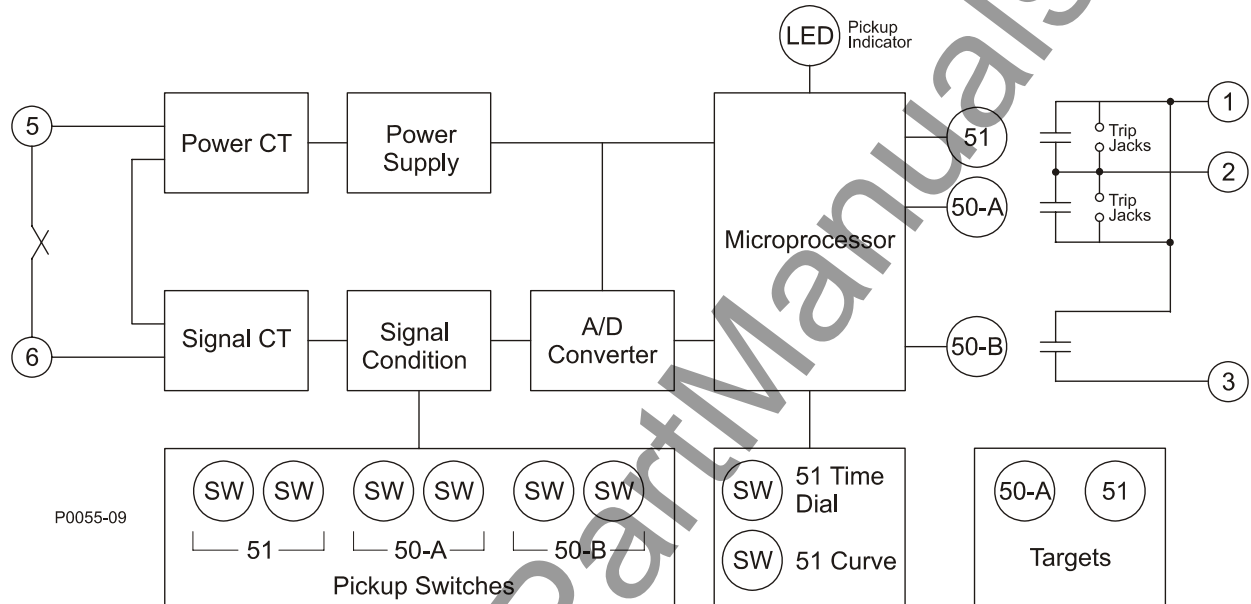 LED
Pickup
Indicator
5
Power CT
Power
Supply
51
Trip
Jacks
1
2
50-A
Trip
Jacks
Microprocessor
6
Signal CT
Signal
Condition
A/D
Converter
50-B
3
SW SW SW SW SW SW
51 50-A 50-B
Pickup Switches
SW 51 Time
Dial
SW 51 Curve
50-A 51
Targets
P0055-09
PartManuals